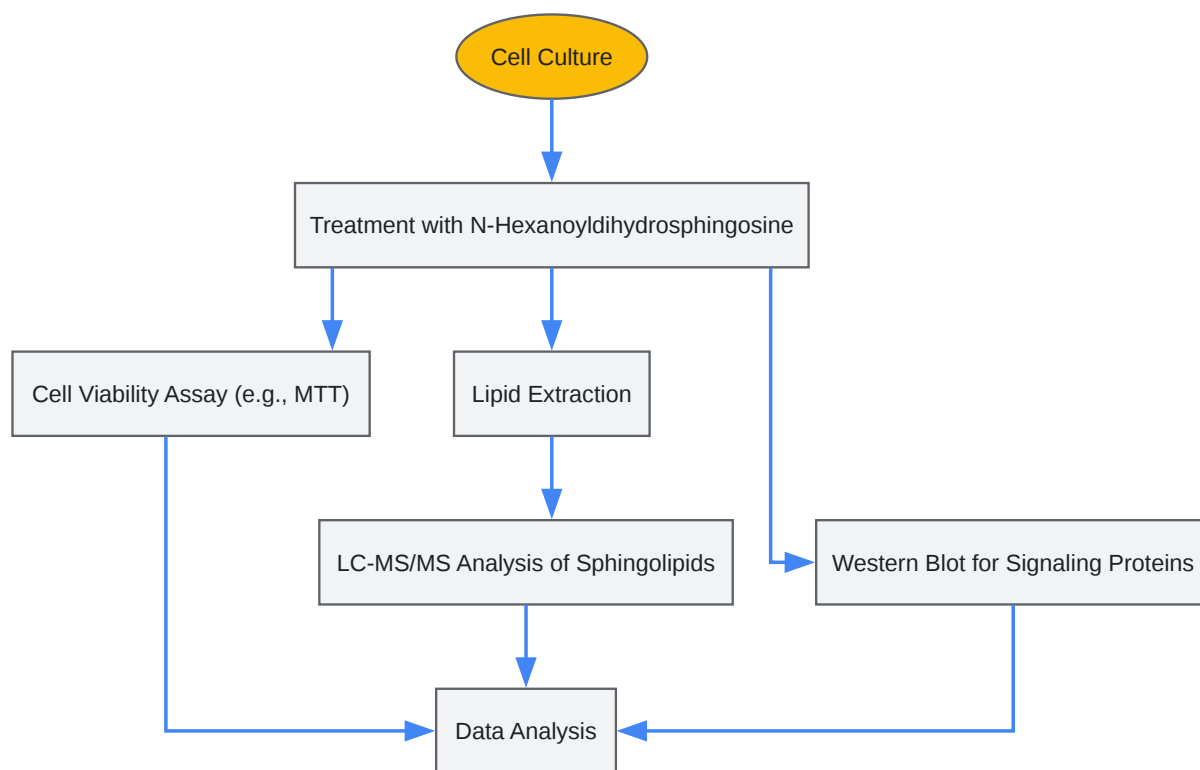 Cell Culture
Treatment with N-Hexanoyldihydrosphingosine
Cell Viability Assay (e.g., MTT)
Lipid Extraction
LC-MS/MS Analysis of Sphingolipids
Western Blot for Signaling Proteins
Data Analysis